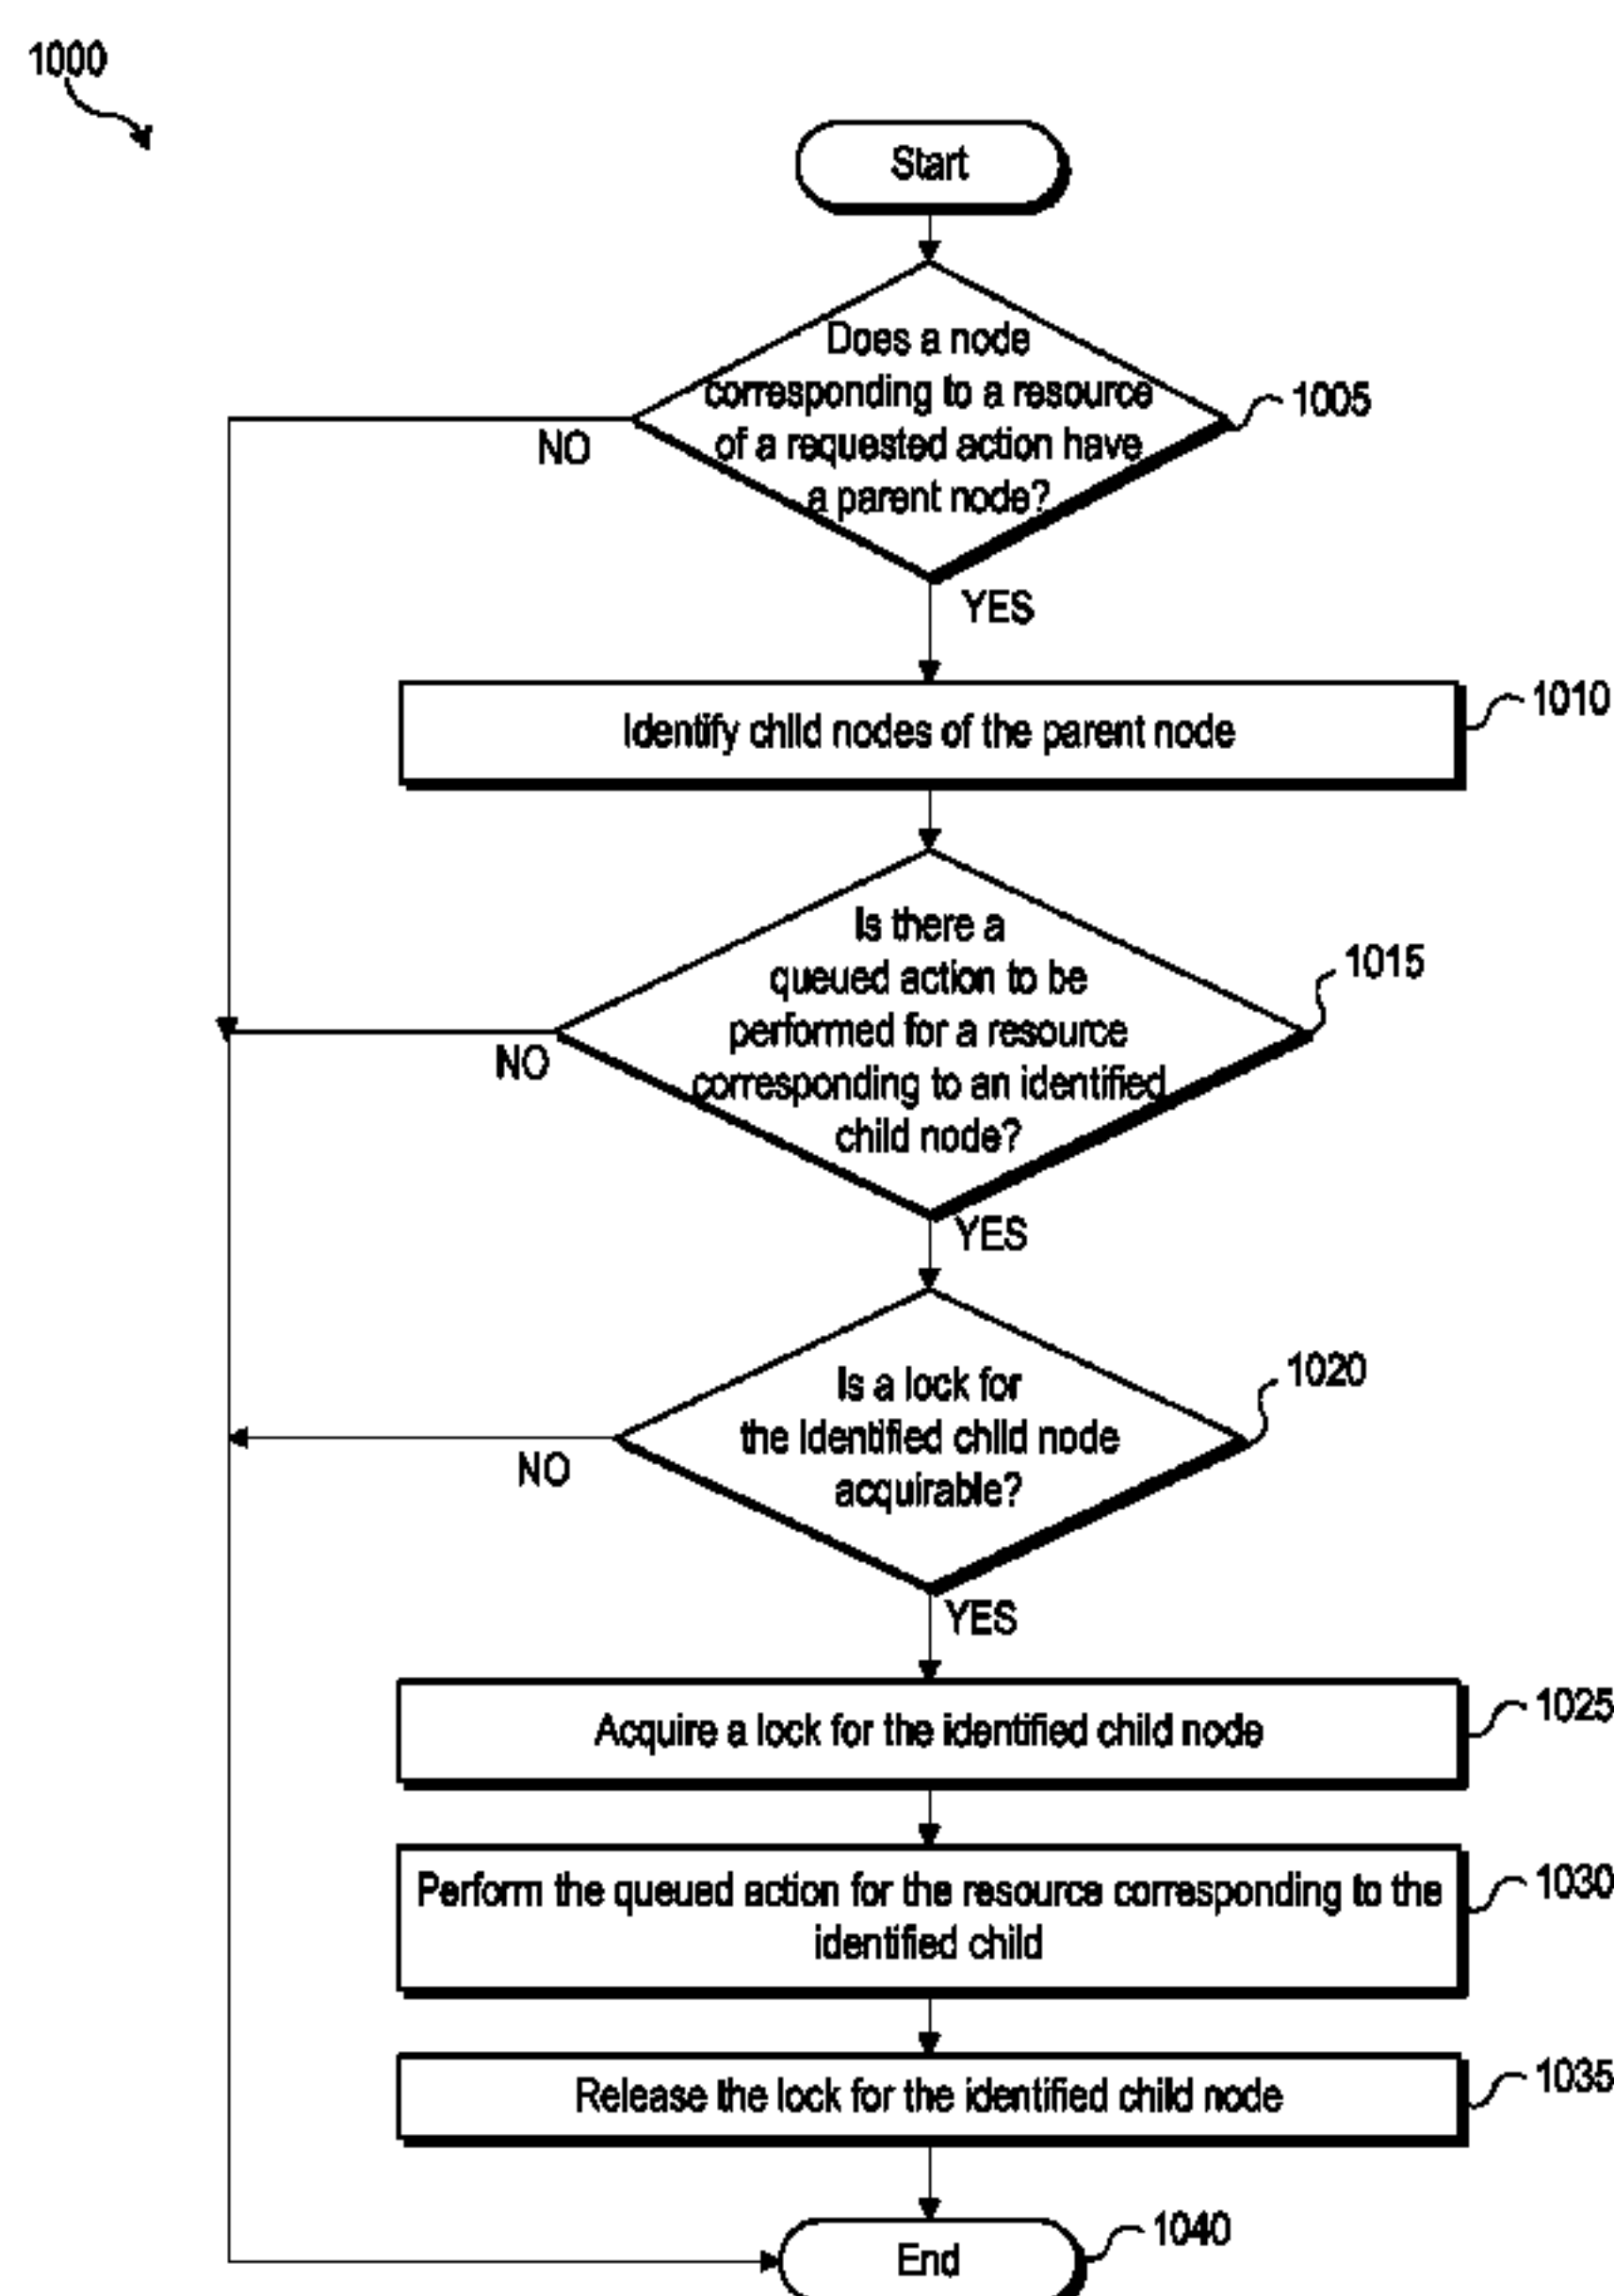 1000
Start
Does a node
corresponding to a resource
of a requested action have
a parent node?
1005
NO
YES
Identify child nodes of the parent node
1010
Is there a
queued action to be
performed for a resource
corresponding to an identified
child node?
1015
NO
YES
Is a lock for
the identified child node
acquirable?
1020
NO
YES
Acquire a lock for the identified child node
1025
Perform the queued action for the resource corresponding to the
identified child
1030
Release the lock for the identified child node
1035
End
1040